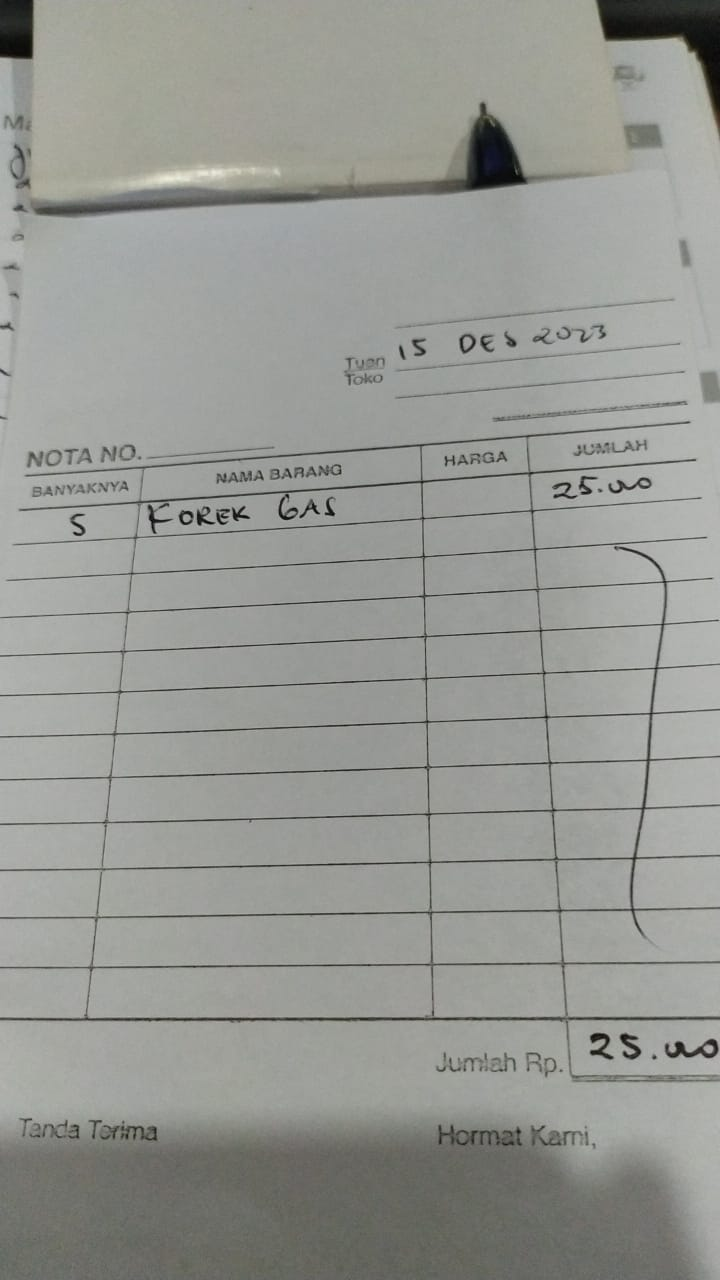 15 DES 2023
Tuan
Toko
NOTA NO.
BANYAKNYA NAMA BARANG HARGA JUMLAH
5 KOREK GAS 25.000
Jumlah Rp. 25.000
Tanda Terima Hormat Kami,